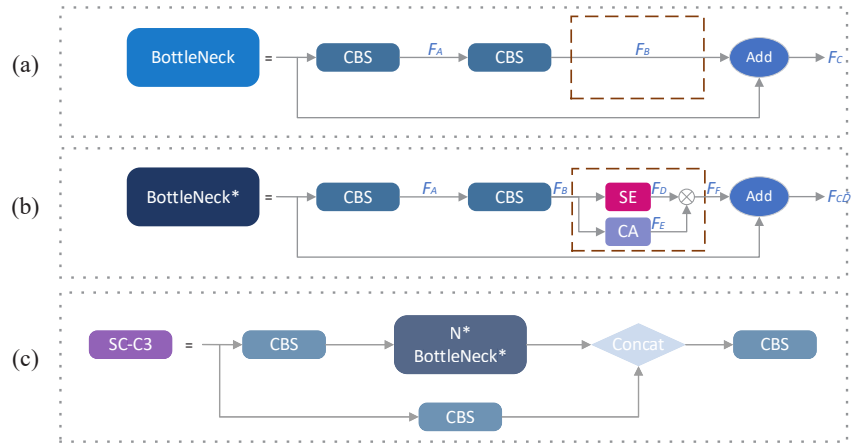 (a)
BottleNeck
=
CBS
F_A
CBS
F_B
Add
F_C
(b)
BottleNeck*
=
CBS
F_A
CBS
F_B
SE
F_D
CA
F_E
F_F
Add
(c)
SC-C3
=
CBS
N*
BottleNeck*
Concat
CBS
CBS